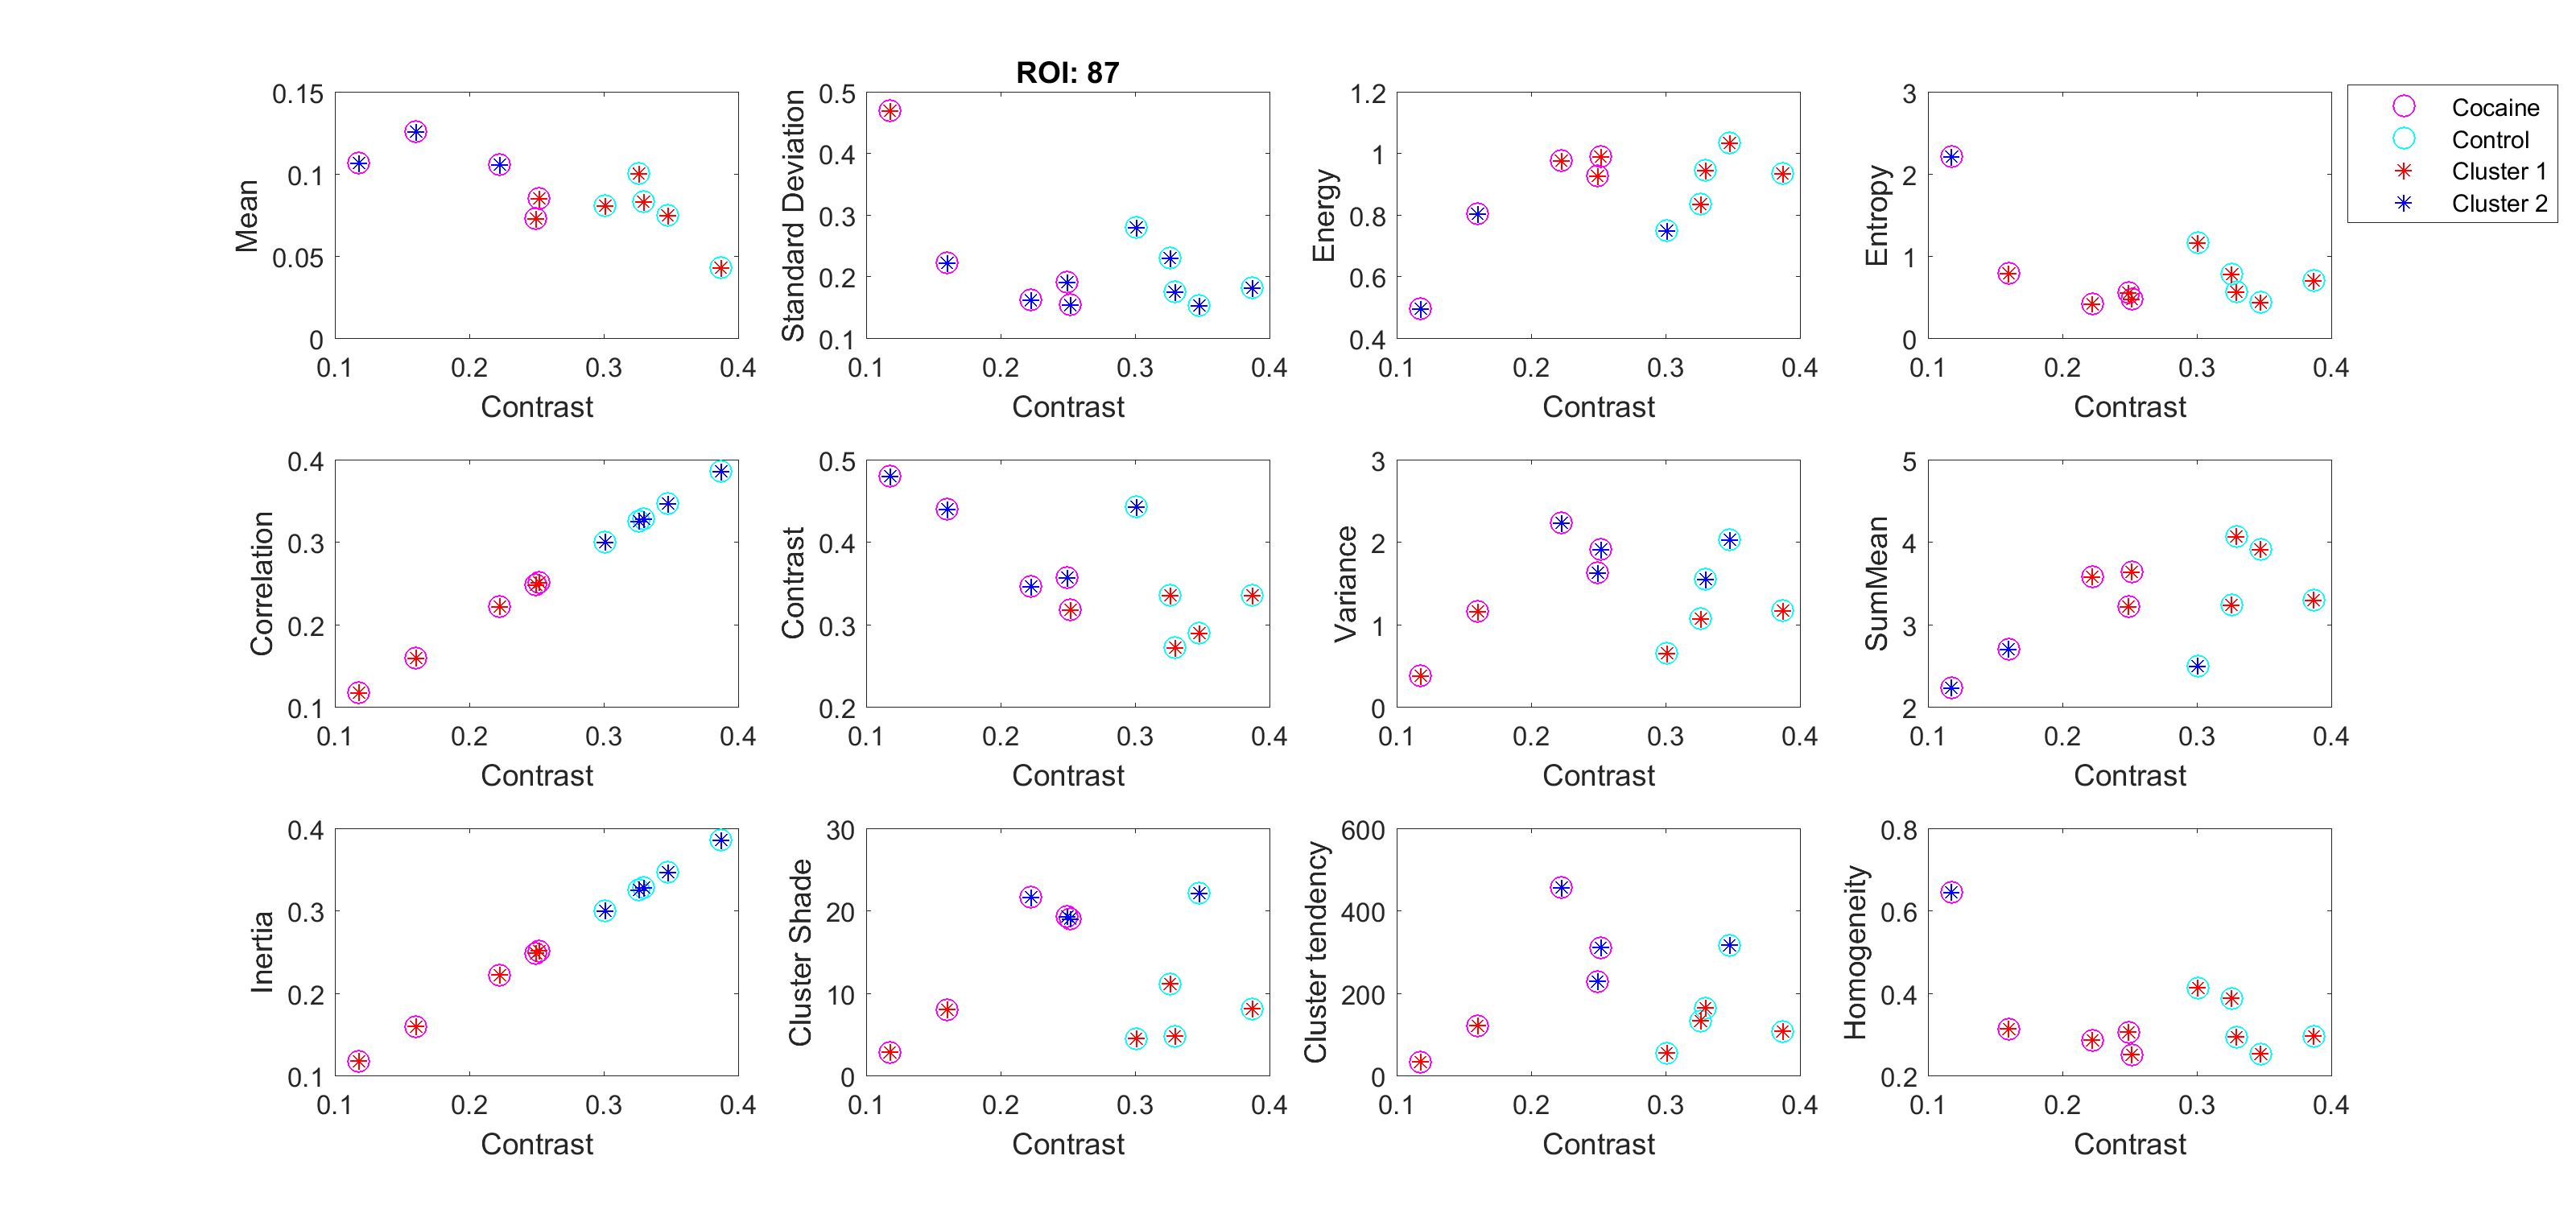 ROI: 87
0.15
0.1
0.05
0
Mean
0.1 0.2 0.3 0.4
Contrast
0.5
0.4
0.3
0.2
0.1
Standard Deviation
0.1 0.2 0.3 0.4
Contrast
1.2
1
0.8
0.6
0.4
Energy
0.1 0.2 0.3 0.4
Contrast
3
2
1
0
Entropy
0.1 0.2 0.3 0.4
Contrast
Cocaine
Control
Cluster 1
Cluster 2
0.4
0.3
0.2
0.1
Correlation
0.1 0.2 0.3 0.4
Contrast
0.5
0.4
0.3
0.2
Contrast
0.1 0.2 0.3 0.4
Contrast
3
2
1
0
Variance
0.1 0.2 0.3 0.4
Contrast
5
4
3
2
SumMean
0.1 0.2 0.3 0.4
Contrast
0.4
0.3
0.2
0.1
Inertia
0.1 0.2 0.3 0.4
Contrast
30
20
10
0
Cluster Shade
0.1 0.2 0.3 0.4
Contrast
600
400
200
0
Cluster tendency
0.1 0.2 0.3 0.4
Contrast
0.8
0.6
0.4
0.2
Homogeneity
0.1 0.2 0.3 0.4
Contrast